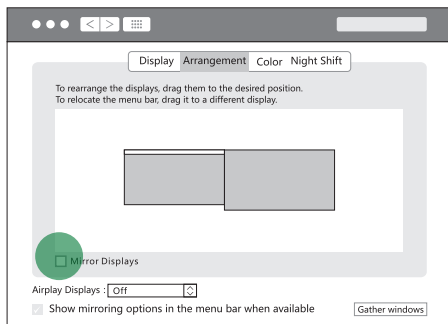 Display Arrangement Color Night Shift
To rearrange the displays, drag them to the desired position.
To relocate the menu bar, drag it to a different display.
Mirror Displays
Airplay Displays : Off
Show mirroring options in the menu bar when available
Gather windows